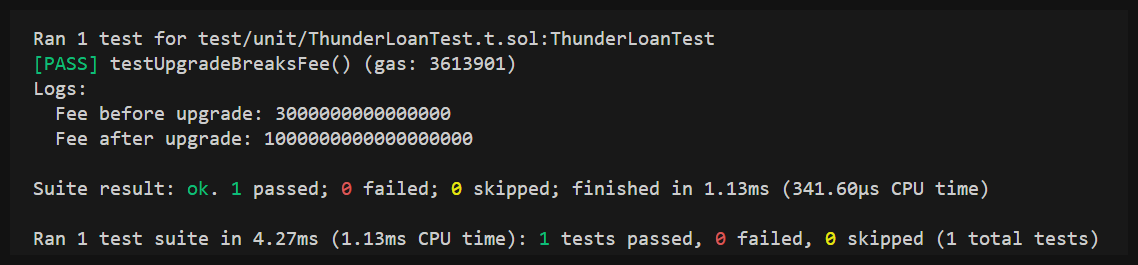 Ran 1 test for test/unit/ThunderLoanTest.t.sol:ThunderLoanTest
[PASS] testUpgradeBreaksFee() (gas: 3613901)
Logs:
Fee before upgrade: 3000000000000000
Fee after upgrade: 1000000000000000000
Suite result: ok. 1 passed; 0 failed; 0 skipped; finished in 1.13ms (341.60µs CPU time)
Ran 1 test suite in 4.27ms (1.13ms CPU time): 1 tests passed, 0 failed, 0 skipped (1 total tests)